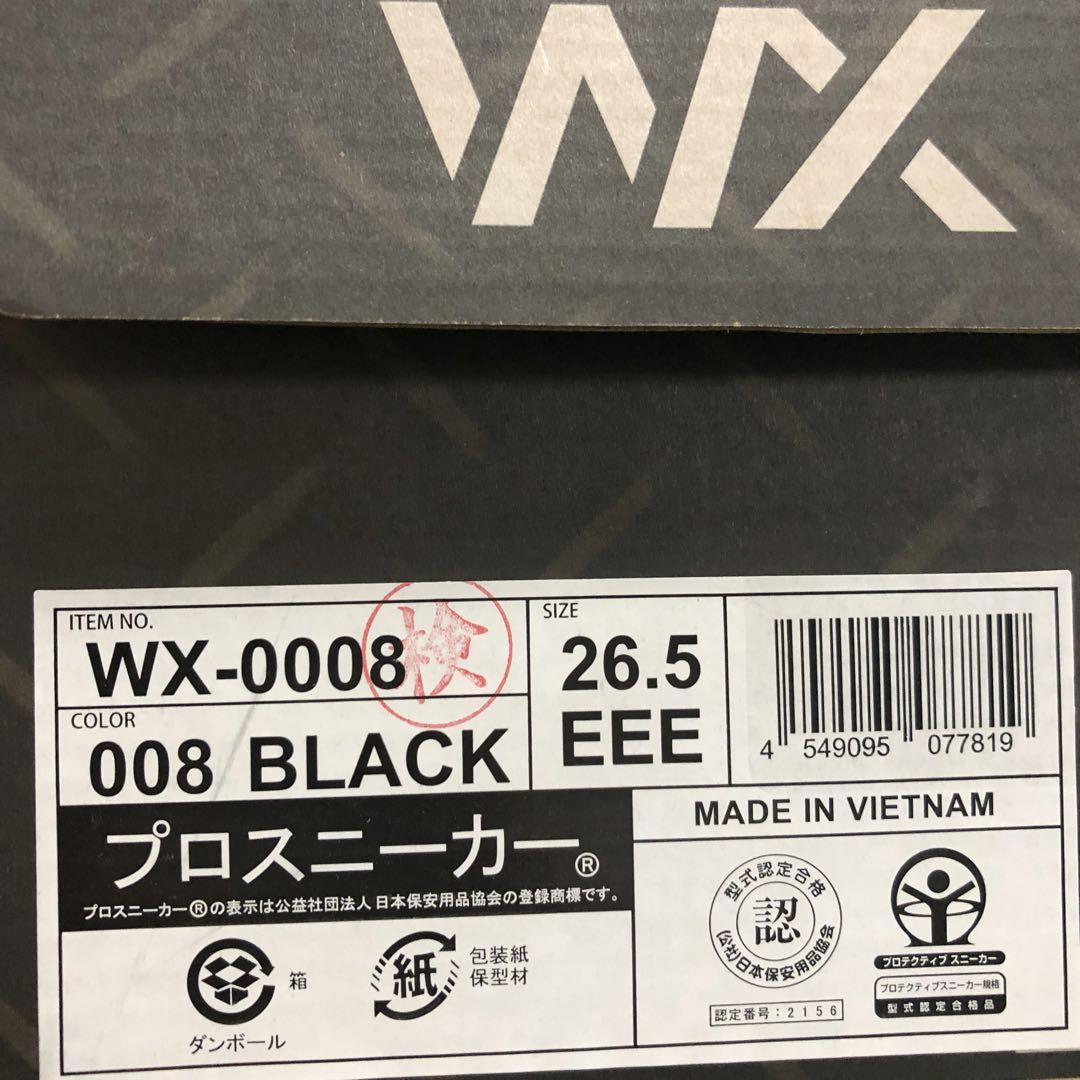 WX
ITEM NO.
WX-0008
検
COLOR
008 BLACK
SIZE
26.5
EEE
4 549095 077819
プロスニーカー®
プロスニーカー®の表示は公益社団法人 日本保安用品協会の登録商標です。
MADE IN VIETNAM
箱
ダンボール
紙
包装紙
保型材
型式認定合格
認
(公社)日本保安用品協会
認定番号：2156
プロテクティブ スニーカー
プロテクティブスニーカー規格
型式認定合格品